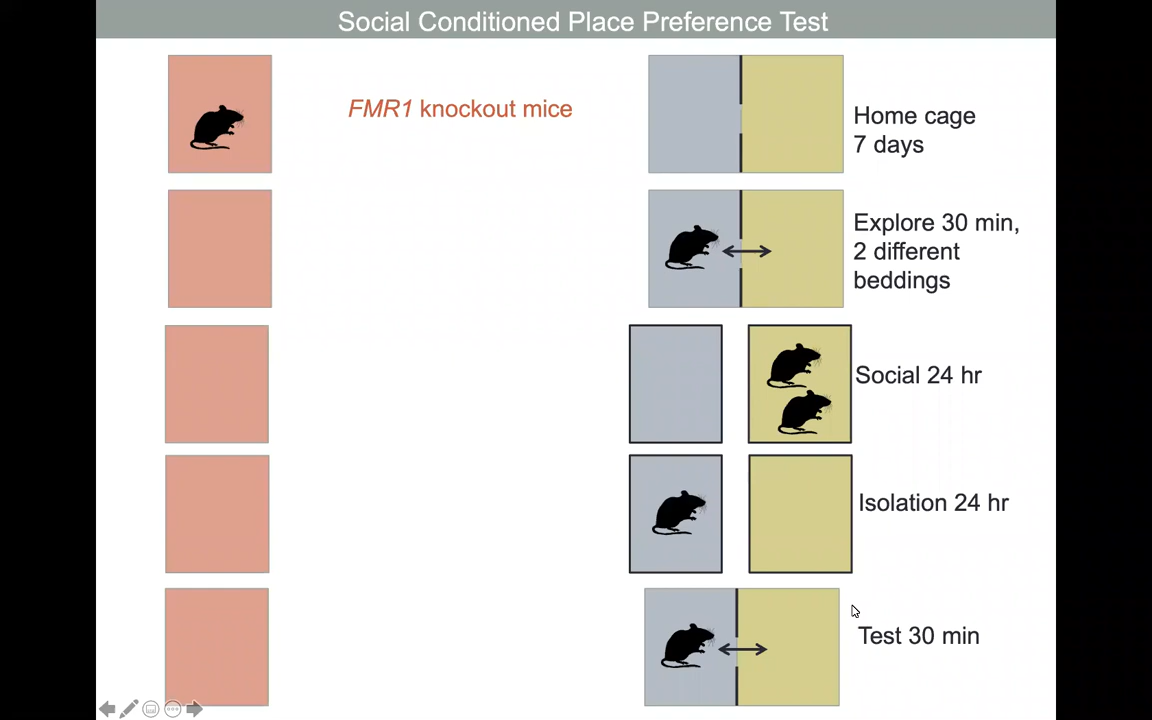 Social Conditioned Place Preference Test
FMR1 knockout mice
Home cage
7 days
Explore 30 min,
2 different
beddings
Social 24 hr
Isolation 24 hr
Test 30 min